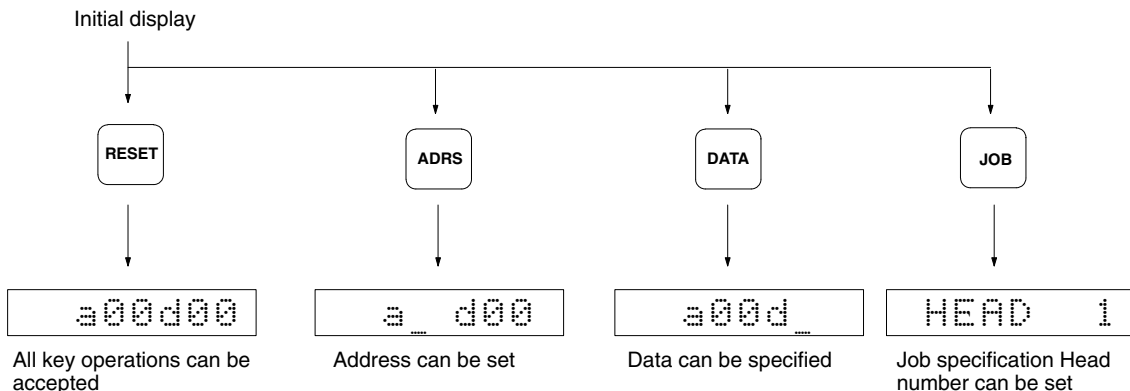 Initial display
RESET
ADRS
DATA
JOB
a00d00
a_ d00
a00d_
HEAD 1
All key operations can be
accepted
Address can be set
Data can be specified
Job specification Head
number can be set